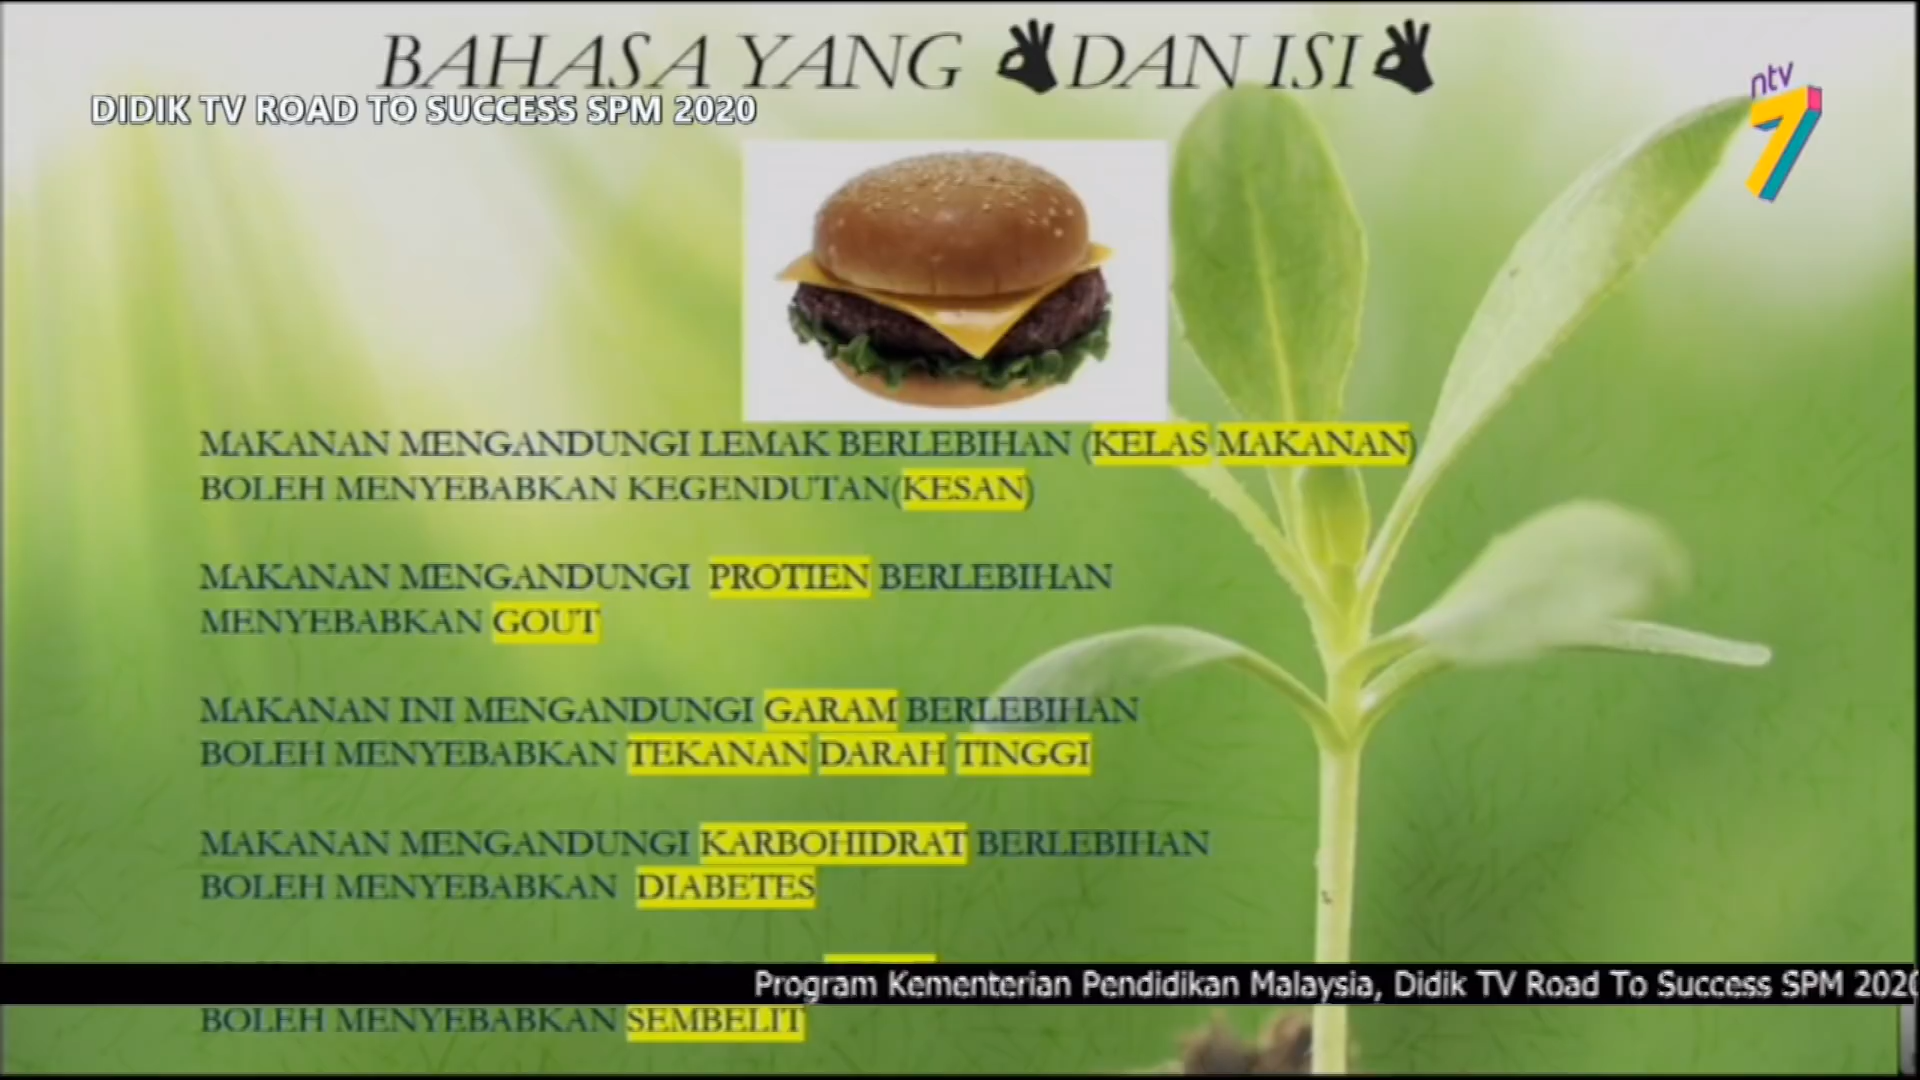 BAHASA YANG 👌 DAN ISI 👌
DIDIK TV ROAD TO SUCCESS SPM 2020
ntv
7
MAKANAN MENGANDUNGI LEMAK BERLEBIHAN (KELAS MAKANAN)
BOLEH MENYEBABKAN KEGENDUTAN(KESAN)
MAKANAN MENGANDUNGI PROTIEN BERLEBIHAN
MENYEBABKAN GOUT
MAKANAN INI MENGANDUNGI GARAM BERLEBIHAN
BOLEH MENYEBABKAN TEKANAN DARAH TINGGI
MAKANAN MENGANDUNGI KARBOHIDRAT BERLEBIHAN
BOLEH MENYEBABKAN DIABETES
Program Kementerian Pendidikan Malaysia, Didik TV Road To Success SPM 2020
BOLEH MENYEBABKAN SEMBELIT